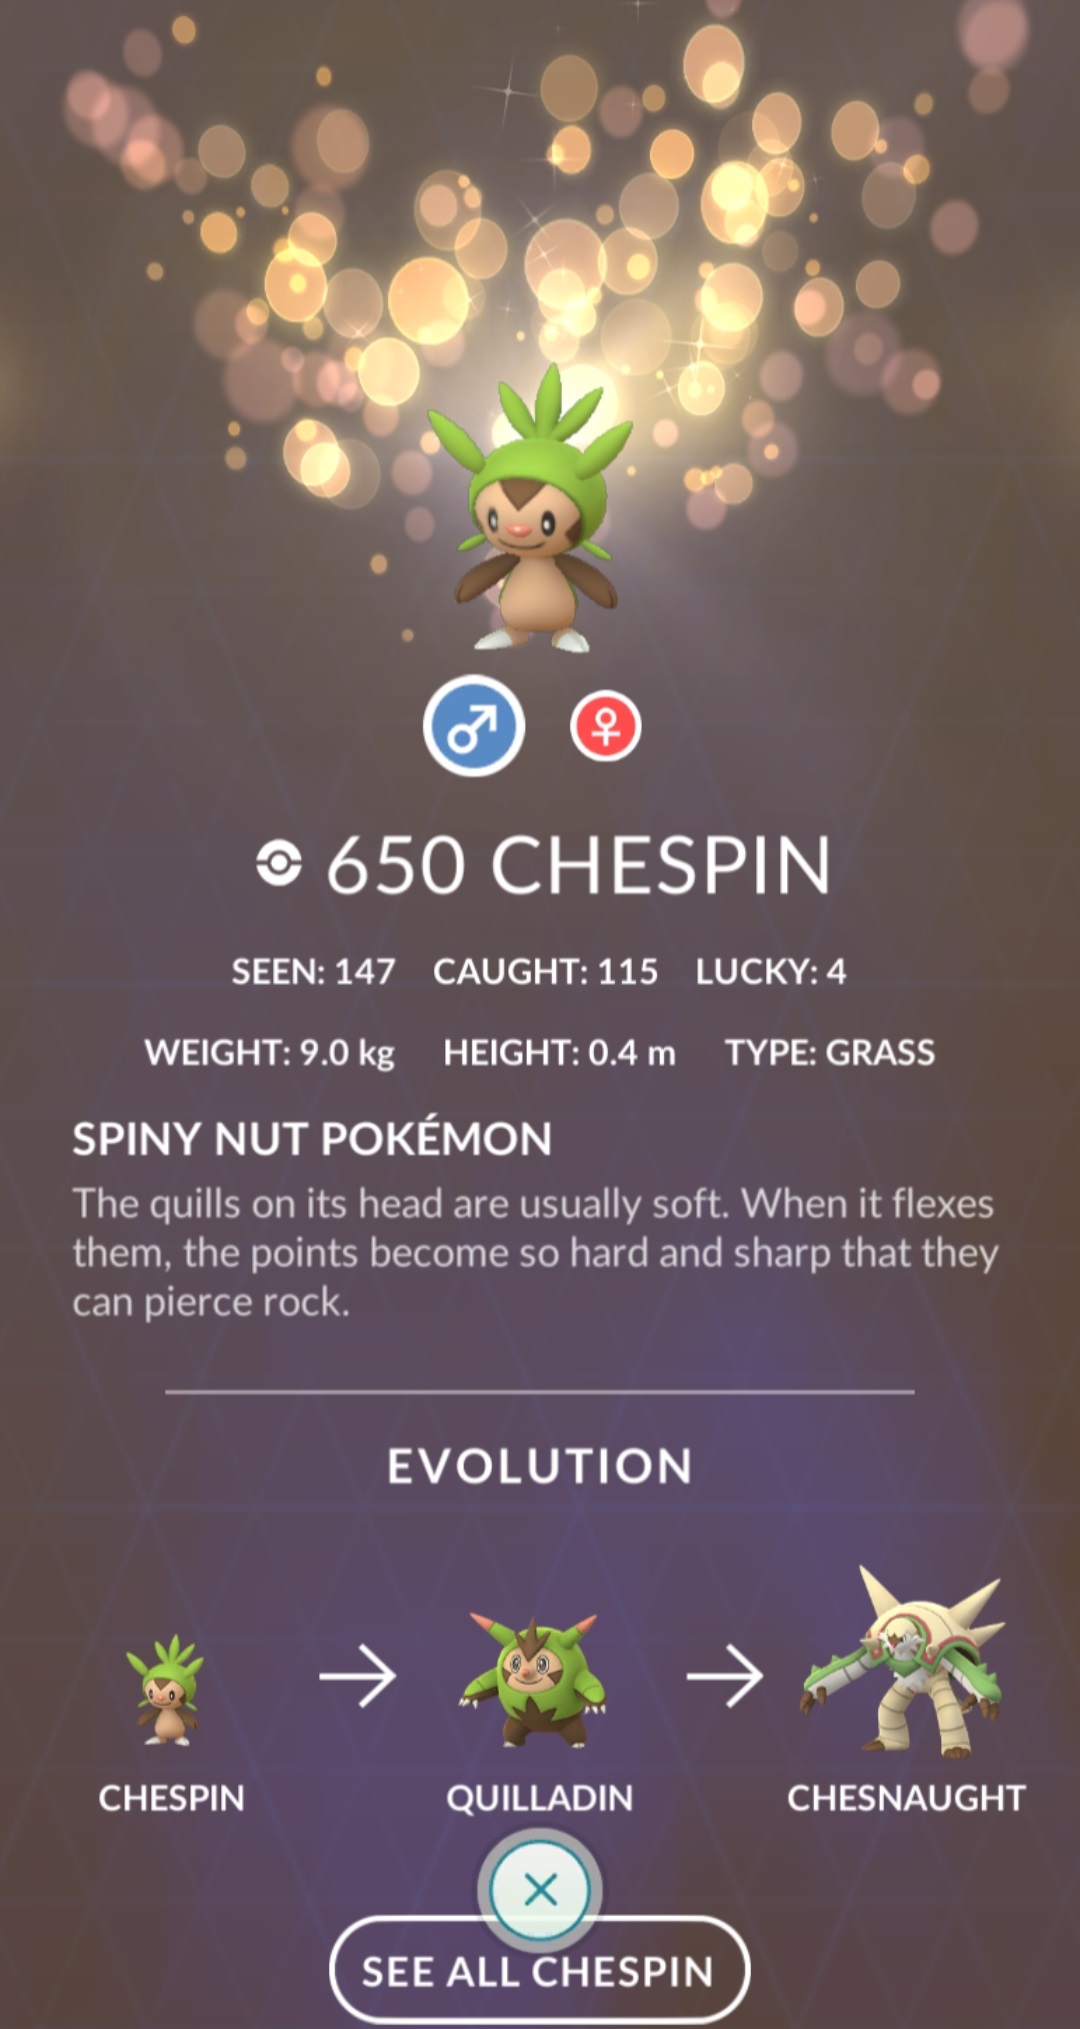 650 CHESPIN
SEEN: 147 CAUGHT: 115 LUCKY: 4
WEIGHT: 9.0 kg HEIGHT: 0.4 m TYPE: GRASS
SPINY NUT POKÉMON
The quills on its head are usually soft. When it flexes
them, the points become so hard and sharp that they
can pierce rock.
EVOLUTION
CHESPIN QUILLADIN CHESNAUGHT
SEE ALL CHESPIN